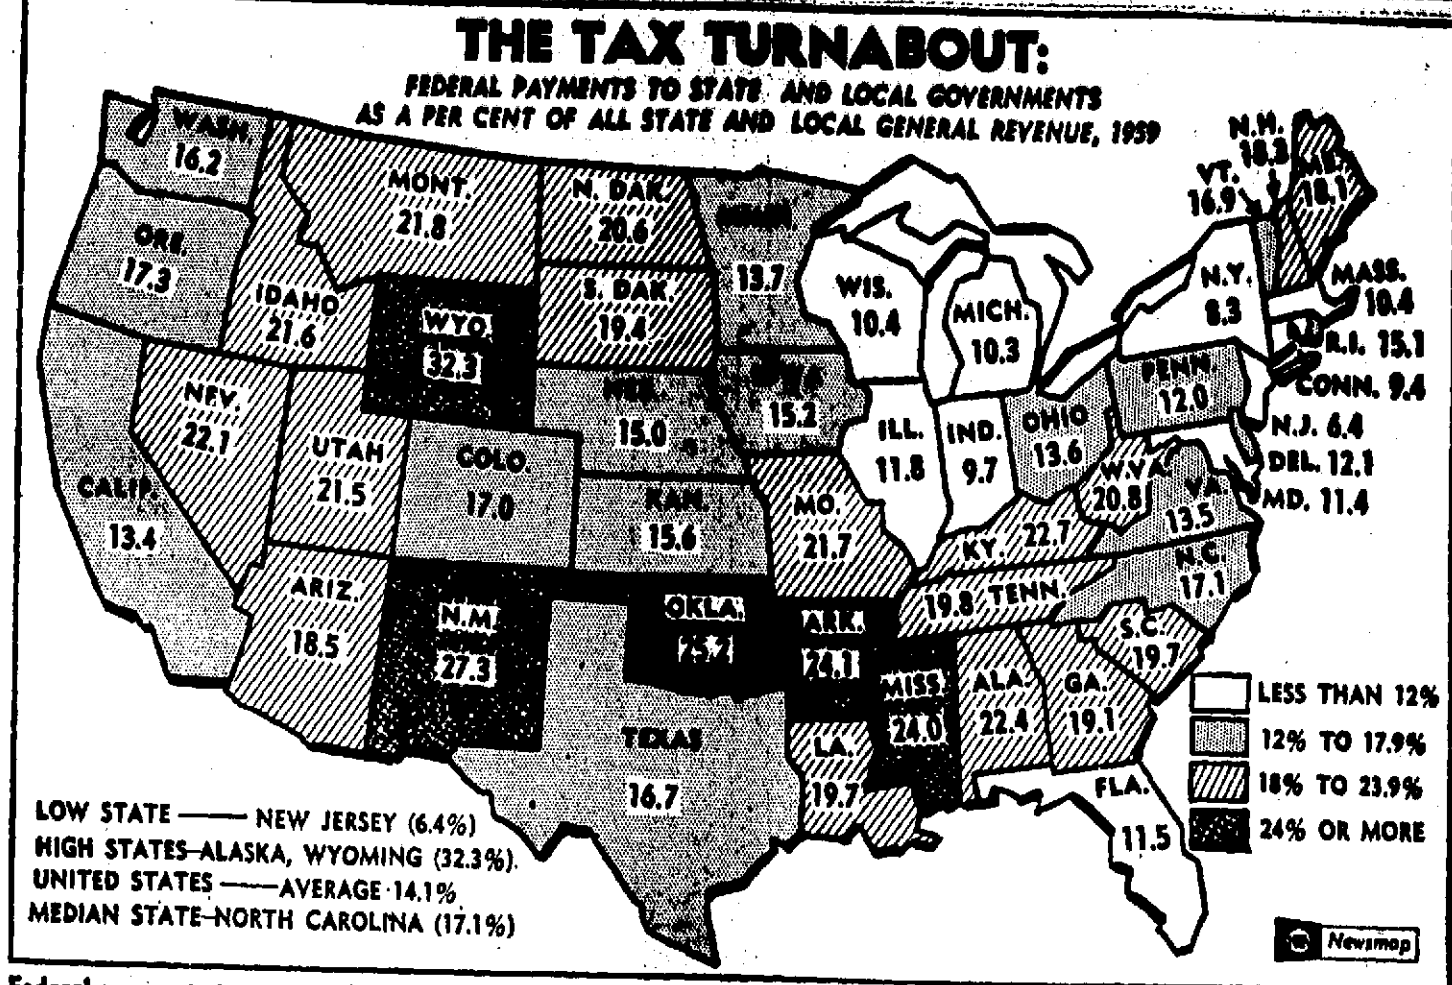 THE TAX TURNABOUT:
FEDERAL PAYMENTS TO STATE AND LOCAL GOVERNMENTS
AS A PER CENT OF ALL STATE AND LOCAL GENERAL REVENUE, 1959
WASH.
16.2
ORE.
17.3
CALIF.
13.4
IDAHO
21.6
NEV.
22.1
MONT.
21.8
WYO.
32.3
UTAH
21.5
COLO.
17.0
ARIZ.
18.5
N.M.
27.3
N. DAK.
20.6
S. DAK.
19.4
NEB.
15.0
KAN.
15.6
OKLA.
25.2
TEXAS
16.7
MINN.
13.7
IOWA
15.2
MO.
21.7
ARK.
24.1
LA.
19.7
WIS.
10.4
ILL.
11.8
MICH.
10.3
IND.
9.7
OHIO
13.6
KY. 22.7
19.8 TENN.
MISS.
24.0
ALA.
22.4
GA.
19.1
FLA.
11.5
S.C.
19.7
N.C.
17.1
VA.
13.5
W.VA.
20.8
PENN.
12.0
N.Y.
8.3
VT.
16.9
N.H.
18.3
ME.
18.1
MASS.
10.4
R.I. 15.1
CONN. 9.4
N.J. 6.4
DEL. 12.1
MD. 11.4
LESS THAN 12%
12% TO 17.9%
18% TO 23.9%
24% OR MORE
LOW STATE — NEW JERSEY (6.4%)
HIGH STATES—ALASKA, WYOMING (32.3%).
UNITED STATES — AVERAGE 14.1%
MEDIAN STATE—NORTH CAROLINA (17.1%)
Newsmap
Federal